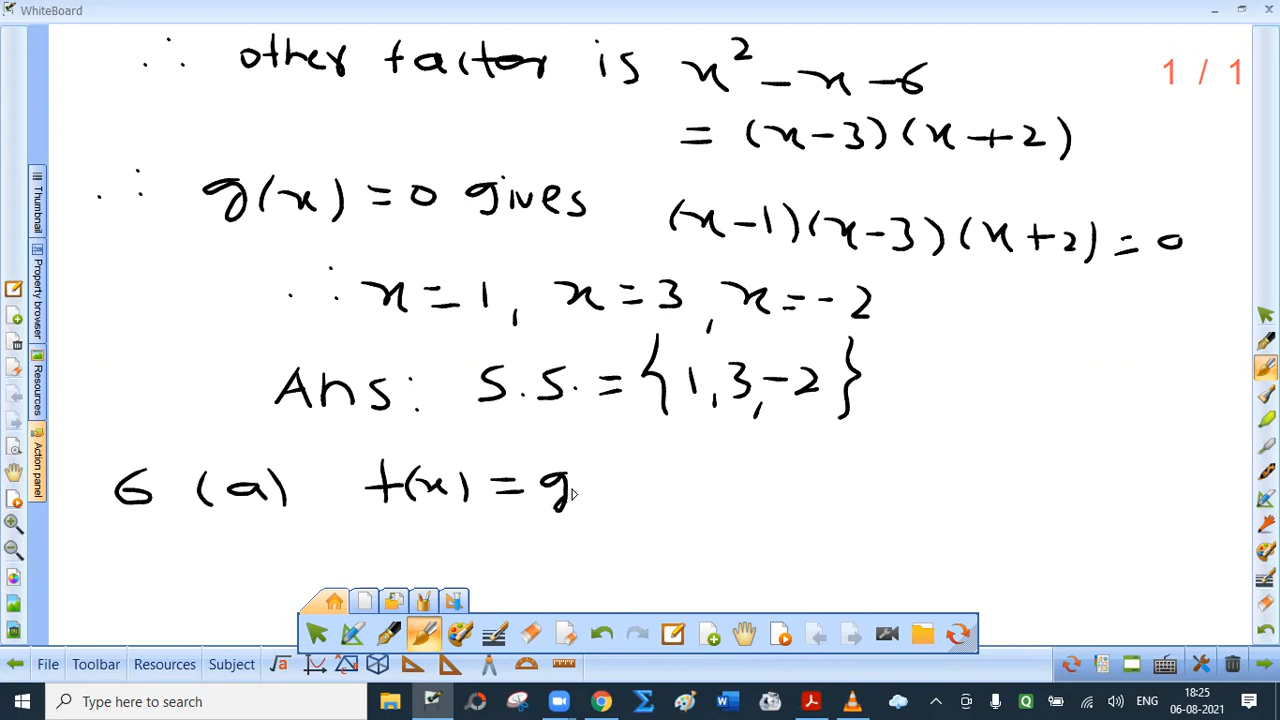 WhiteBoard
∴ other factor is x² - x - 6
1 / 1
= (x-3)(x+2)
∴ g(x) = 0 gives (x-1)(x-3)(x+2) = 0
∴ x = 1, x = 3, x = -2
Ans: S.S. = {1, 3, -2}
6 (a) f(x) = g
Thumbnail
Property browser
Resources
Action panel
File Toolbar Resources Subject
Type here to search
ENG
18:25
06-08-2021